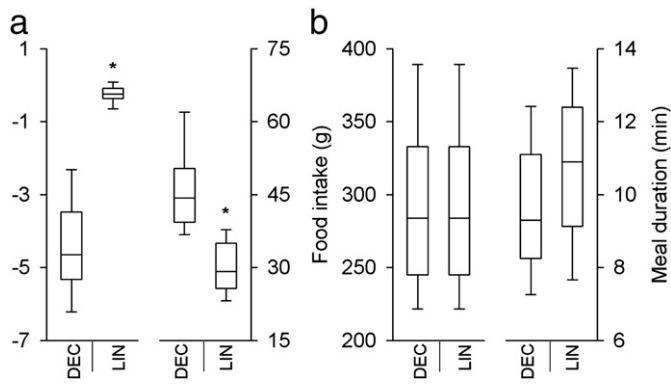 a
1
-1
-3
-5
-7
*
*
75
60
45
30
15
DEC
LIN
DEC
LIN
b
Food intake (g)
400
350
300
250
200
14
12
10
8
6
Meal duration (min)
DEC
LIN
DEC
LIN